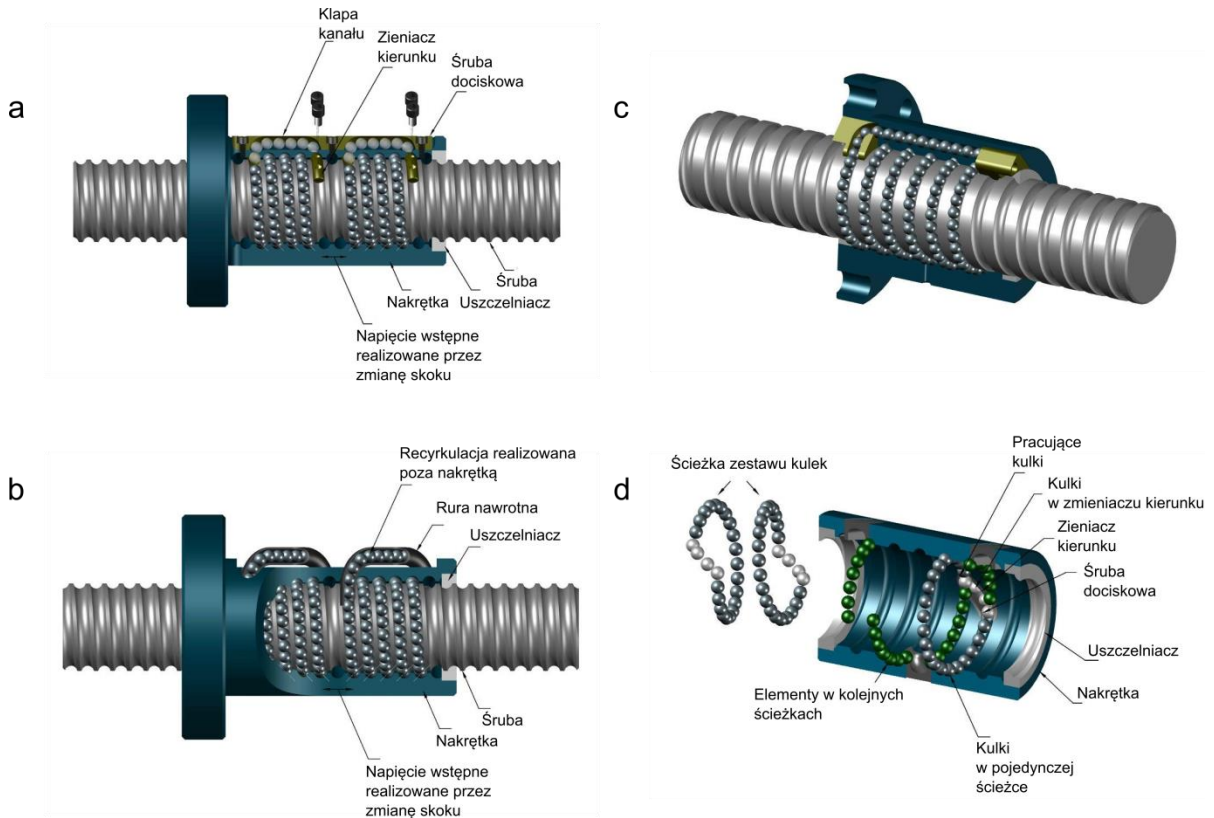 a
Klapa
kanału
Zieniacz
kierunku
Śruba
dociskowa
Śruba
Nakrętka
Uszczelniacz
Napięcie wstępne
realizowane przez
zmianę skoku
c
b
Recyrkulacja realizowana
poza nakrętką
Rura nawrotna
Uszczelniacz
Śruba
Nakrętka
Napięcie wstępne
realizowane przez
zmianę skoku
d
Ścieżka zestawu kulek
Pracujące
kulki
Kulki
w zmieniaczu kierunku
Zieniacz
kierunku
Śruba
dociskowa
Uszczelniacz
Nakrętka
Elementy w kolejnych
ścieżkach
Kulki
w pojedynczej
ścieżce